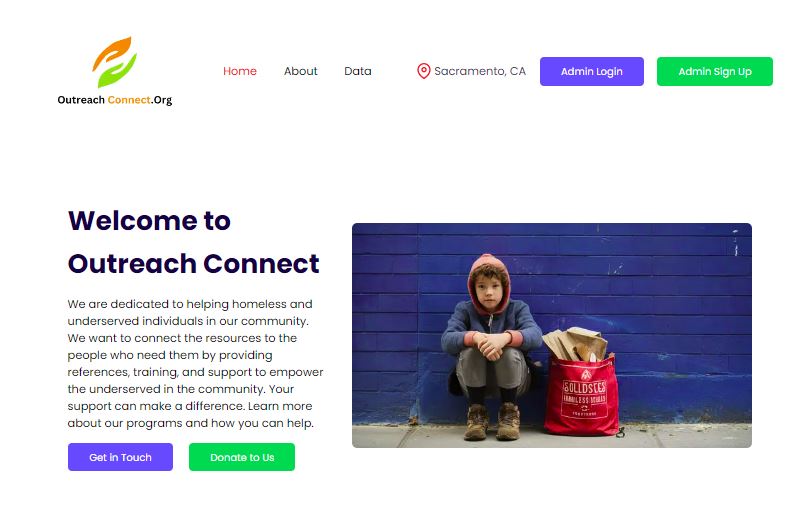 Outreach Connect.Org
Home
About
Data
Sacramento, CA
Admin Login
Admin Sign Up
Welcome to
Outreach Connect
We are dedicated to helping homeless and
underserved individuals in our community.
We want to connect the resources to the
people who need them by providing
references, training, and support to empower
the underserved in the community. Your
support can make a difference. Learn more
about our programs and how you can help.
Get in Touch
Donate to Us
SOLLDSTES